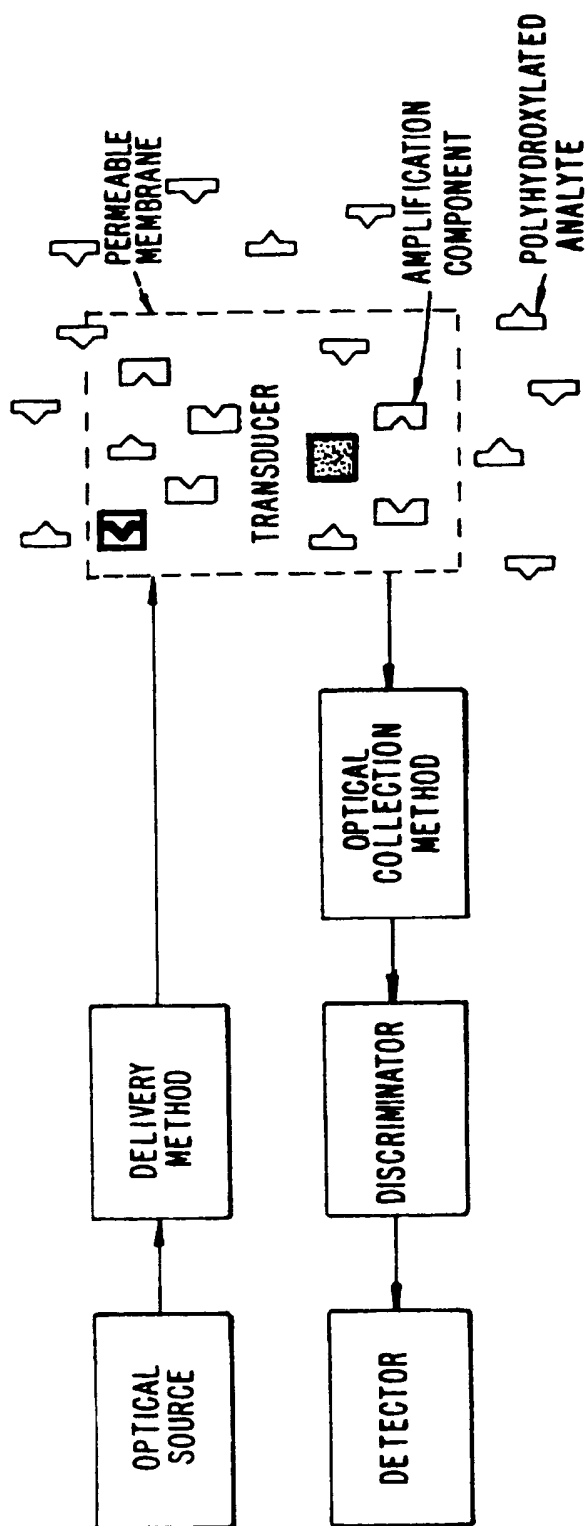 OPTICAL
SOURCE
DELIVERY
METHOD
PERMEABLE
MEMBRANE
TRANSDUCER
AMPLIFICATION
COMPONENT
POLYHYDROXYLATED
ANALYTE
DETECTOR
DISCRIMINATOR
OPTICAL
COLLECTION
METHOD